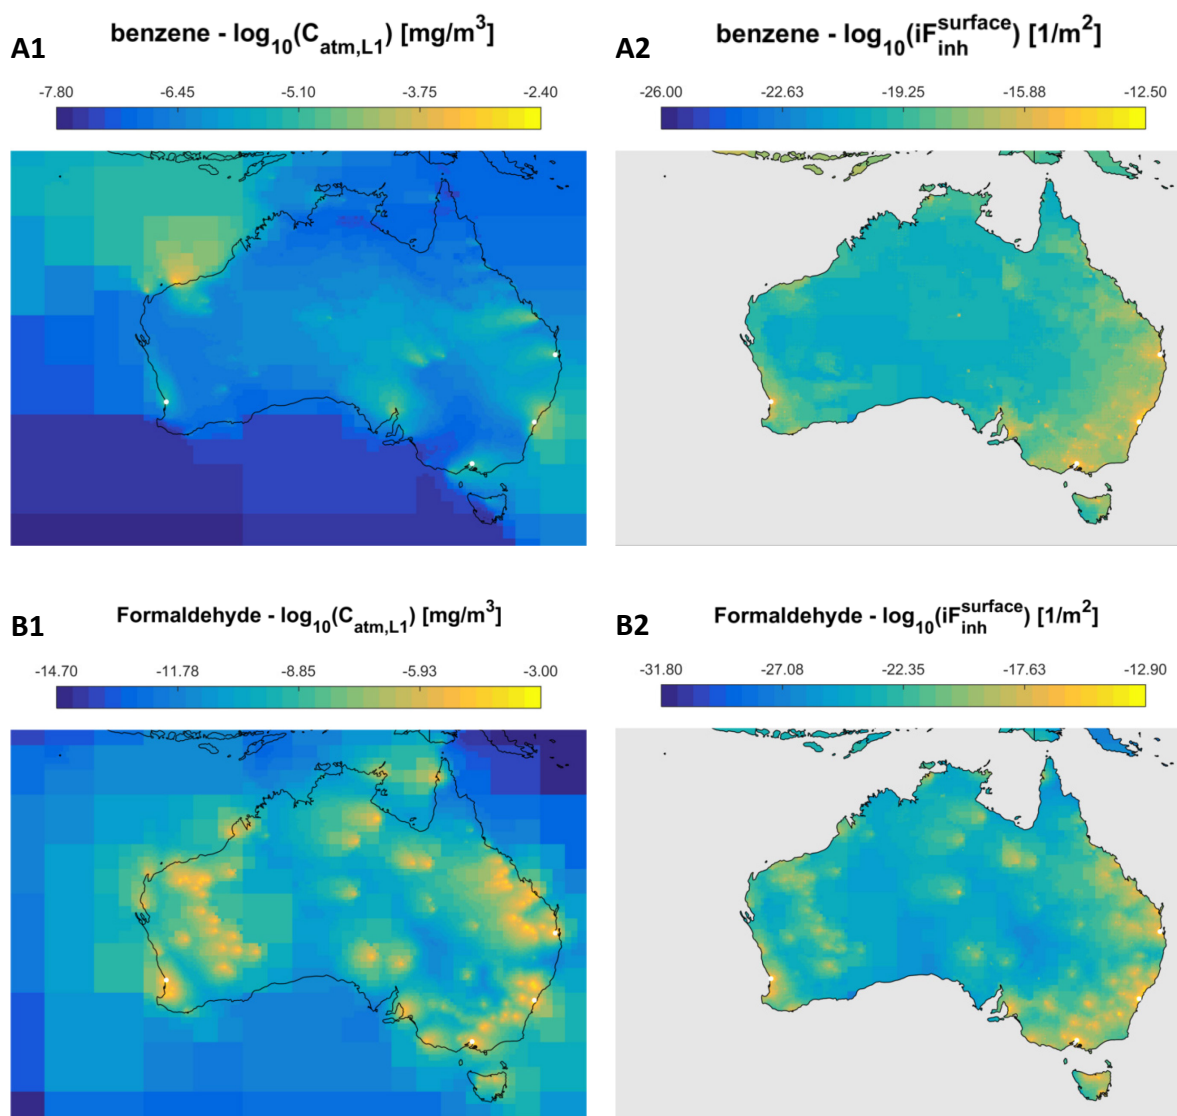 A1 benzene - log10(Catm,L1) [mg/m3]
-7.80 -6.45 -5.10 -3.75 -2.40
A2 benzene - log10(iFinhsurface) [1/m2]
-26.00 -22.63 -19.25 -15.88 -12.50
B1 Formaldehyde - log10(Catm,L1) [mg/m3]
-14.70 -11.78 -8.85 -5.93 -3.00
B2 Formaldehyde - log10(iFinhsurface) [1/m2]
-31.80 -27.08 -22.35 -17.63 -12.90